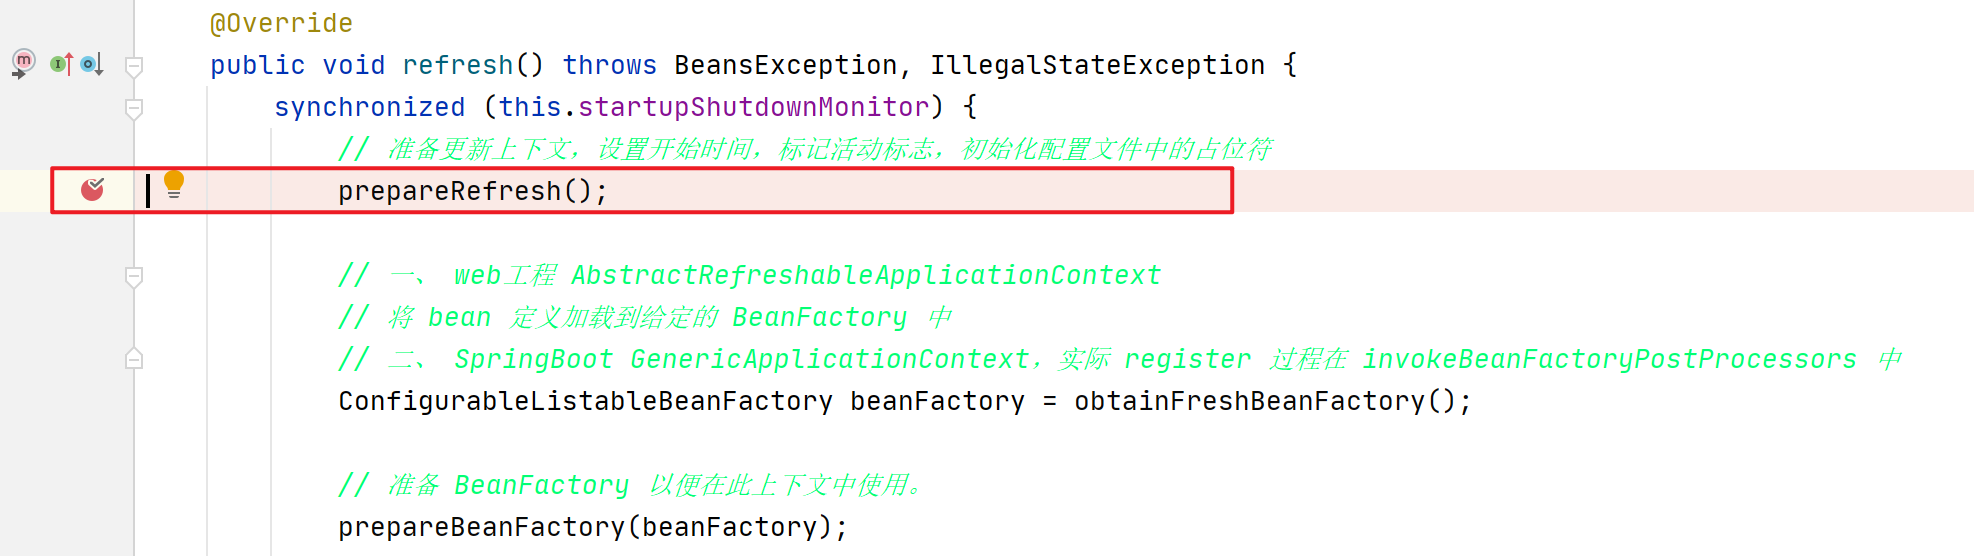 @Override
public void refresh() throws BeansException, IllegalStateException {
synchronized (this.startupShutdownMonitor) {
// 准备更新上下文，设置开始时间，标记活动标志，初始化配置文件中的占位符
prepareRefresh();
// 一、 web工程 AbstractRefreshableApplicationContext
// 将 bean 定义加载到给定的 BeanFactory 中
// 二、 SpringBoot GenericApplicationContext，实际 register 过程在 invokeBeanFactoryPostProcessors 中
ConfigurableListableBeanFactory beanFactory = obtainFreshBeanFactory();
// 准备 BeanFactory 以便在此上下文中使用。
prepareBeanFactory(beanFactory);